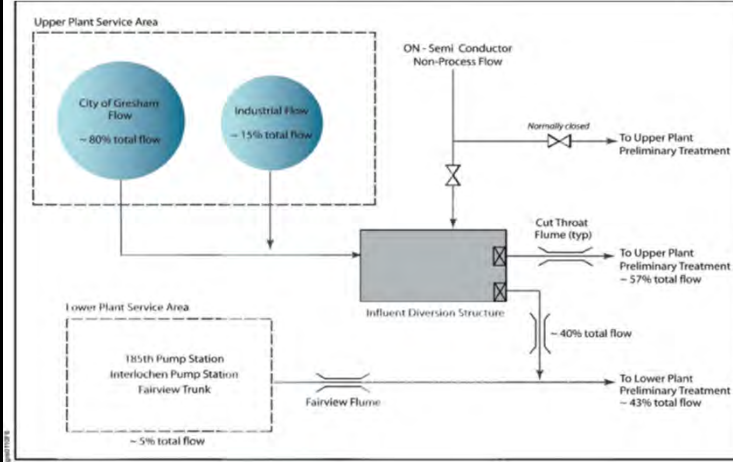 Upper Plant Service Area
City of Gresham
Flow
~ 80% total flow
Industrial Flow
~ 15% total flow
ON - Semi Conductor
Non-Process Flow
Normally closed
To Upper Plant
Preliminary Treatment
Cut Throat
Flume (typ)
To Upper Plant
Preliminary Treatment
~ 57% total flow
Influent Diversion Structure
~ 40% total flow
Lower Plant Service Area
185th Pump Station
Interlochen Pump Station
Fairview Trunk
~ 5% total flow
Fairview Flume
To Lower Plant
Preliminary Treatment
~ 43% total flow